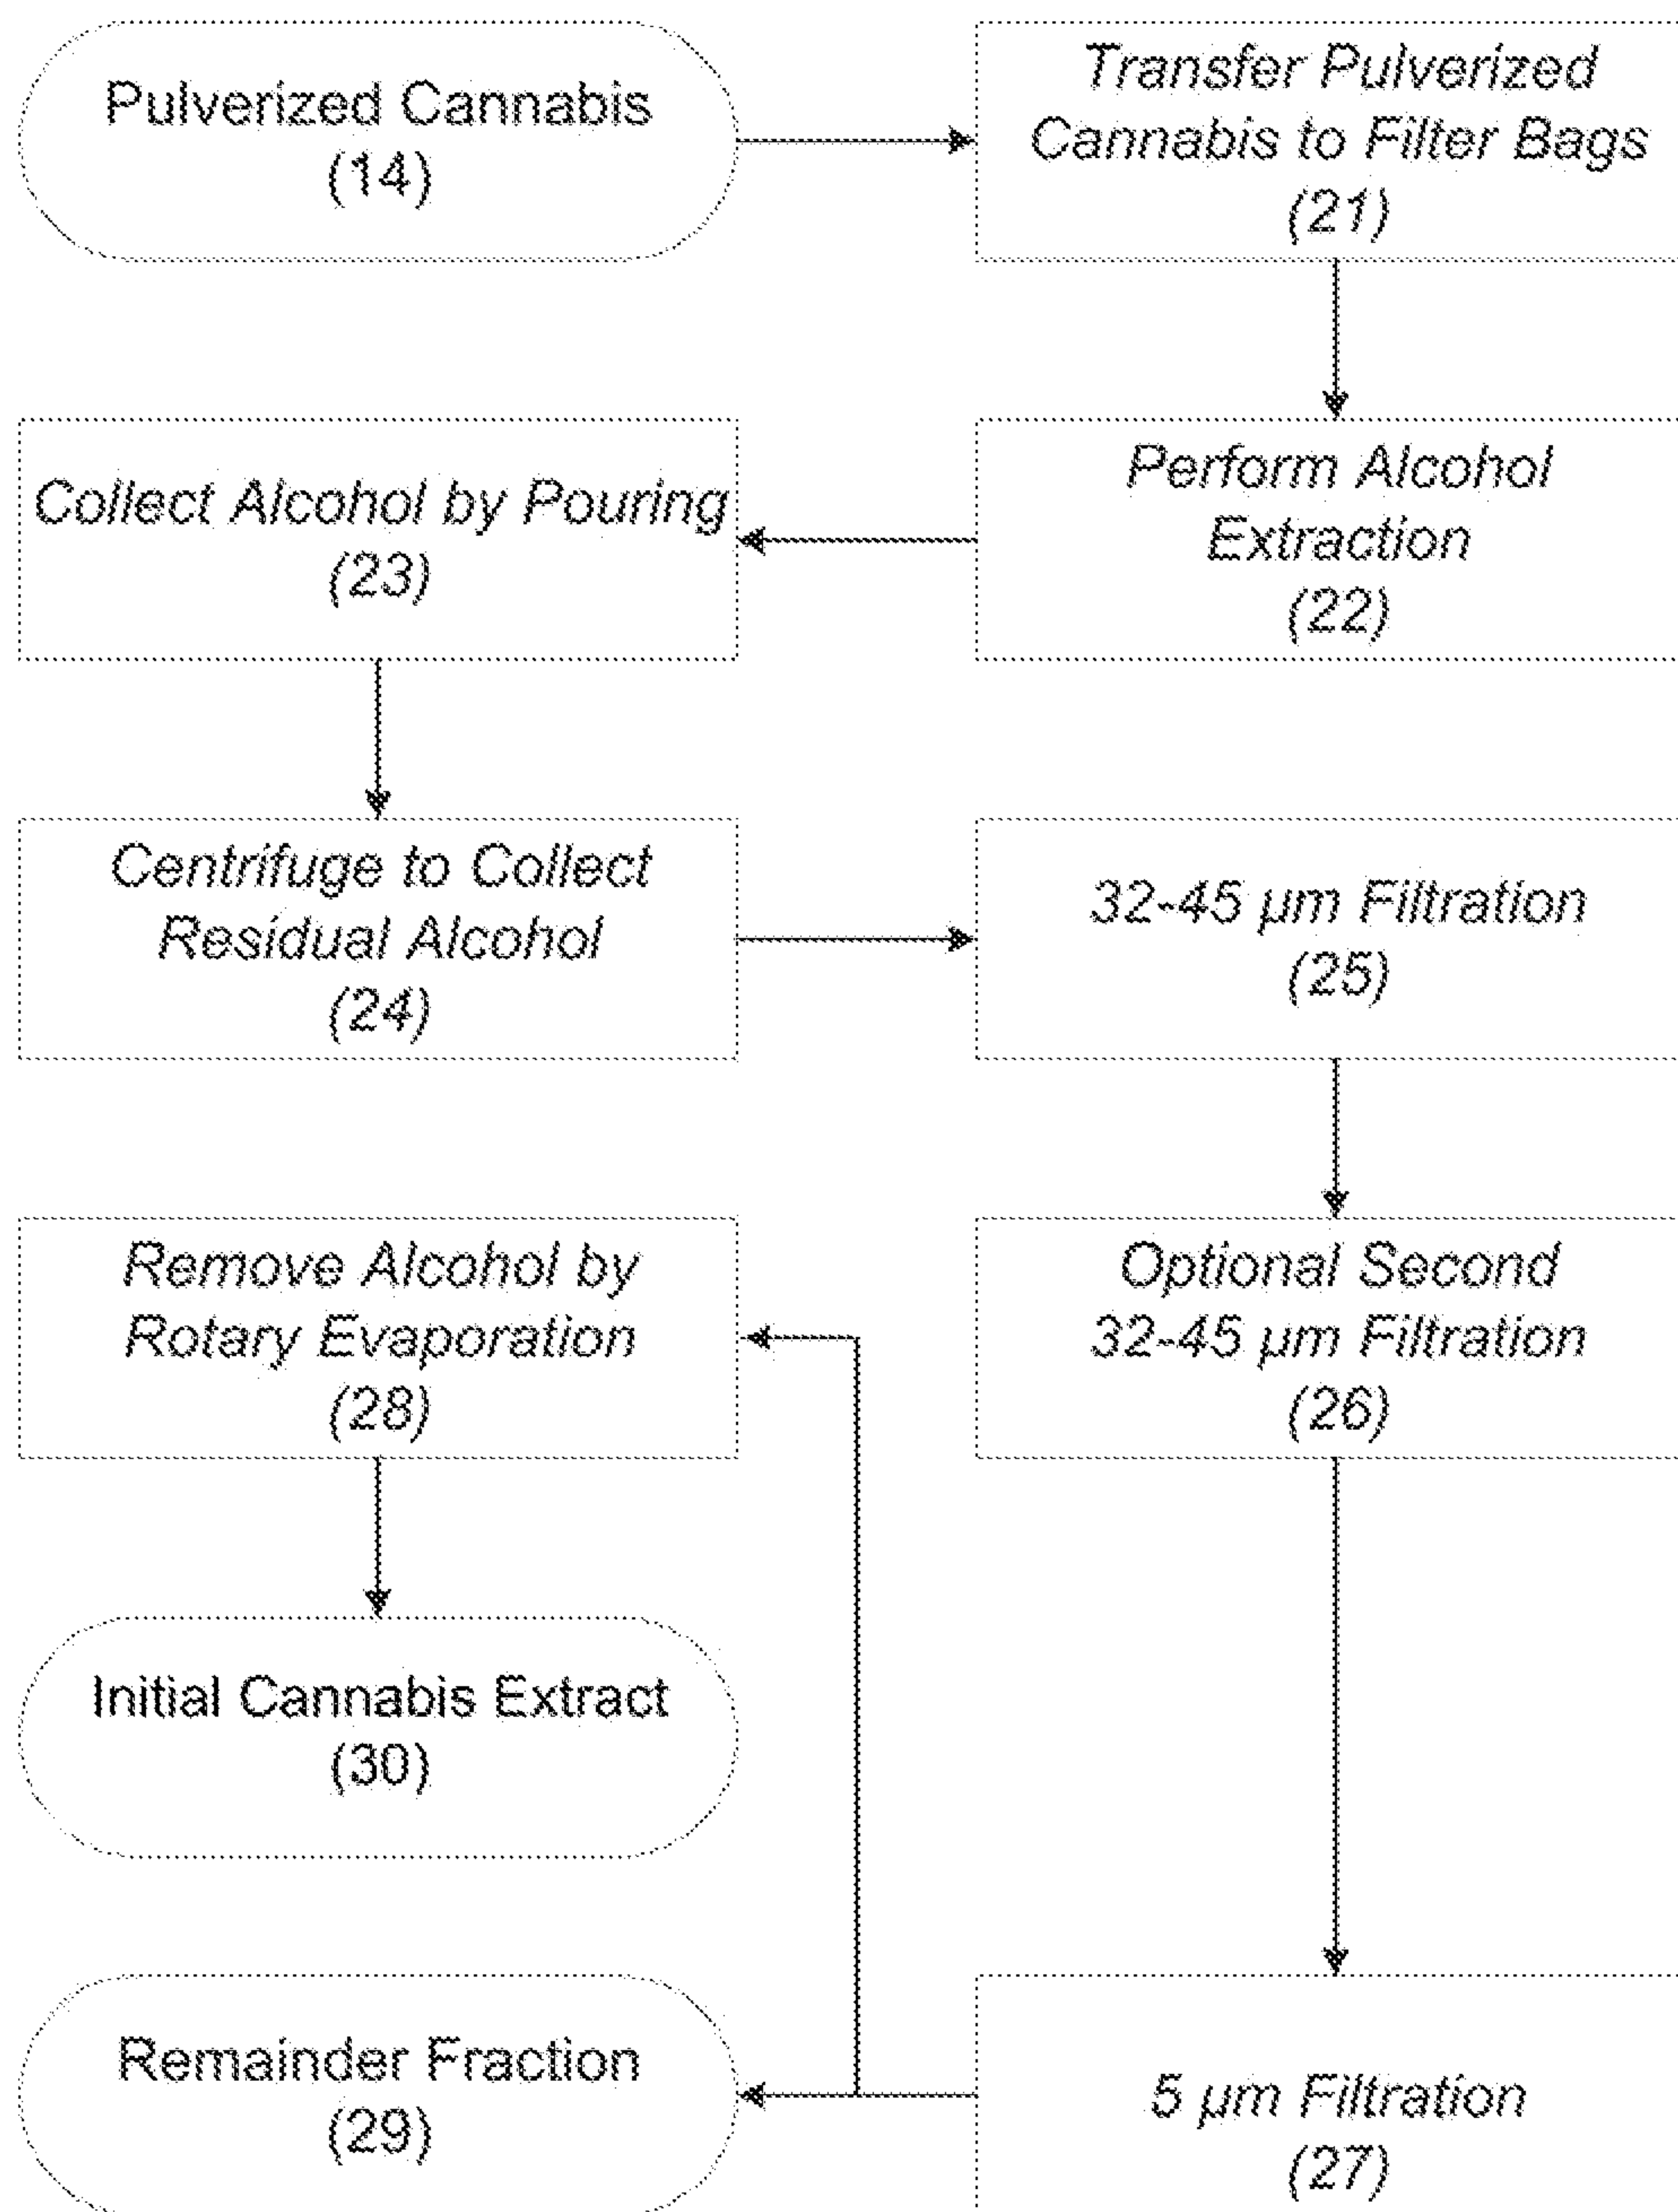 Pulverized Cannabis
(14)
Transfer Pulverized
Cannabis to Filter Bags
(21)
Perform Alcohol
Extraction
(22)
Collect Alcohol by Pouring
(23)
Centrifuge to Collect
Residual Alcohol
(24)
32-45 µm Filtration
(25)
Optional Second
32-45 µm Filtration
(26)
5 µm Filtration
(27)
Remove Alcohol by
Rotary Evaporation
(28)
Initial Cannabis Extract
(30)
Remainder Fraction
(29)